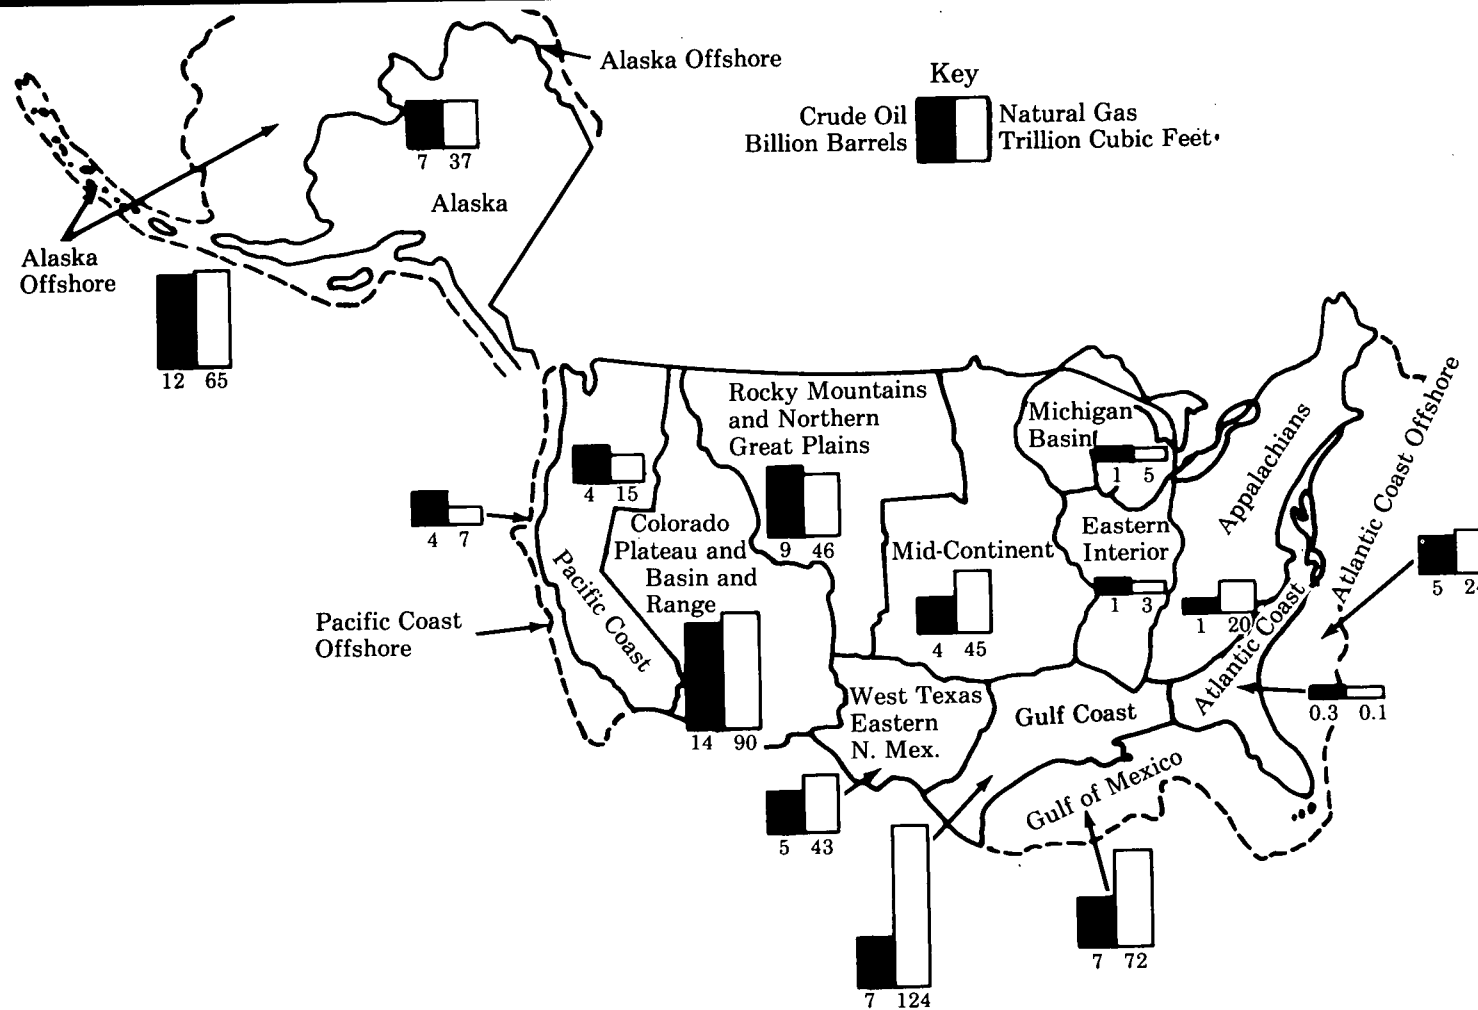 Alaska Offshore
Key
Crude Oil
Billion Barrels
Natural Gas
Trillion Cubic Feet
7 37
Alaska
Alaska
Offshore
12 65
Rocky Mountains
and Northern
Great Plains
9 46
Michigan
Basin
1 5
Appalachians
Atlantic Coast Offshore
4 15
4 7
Colorado
Plateau and
Basin and
Range
14 90
Mid-Continent
4 45
Eastern
Interior
1 3
1 20
5
Pacific Coast
Pacific Coast
Offshore
Atlantic Coast
0.3 0.1
West Texas
Eastern
N. Mex.
5 43
Gulf Coast
7 124
Gulf of Mexico
7 72